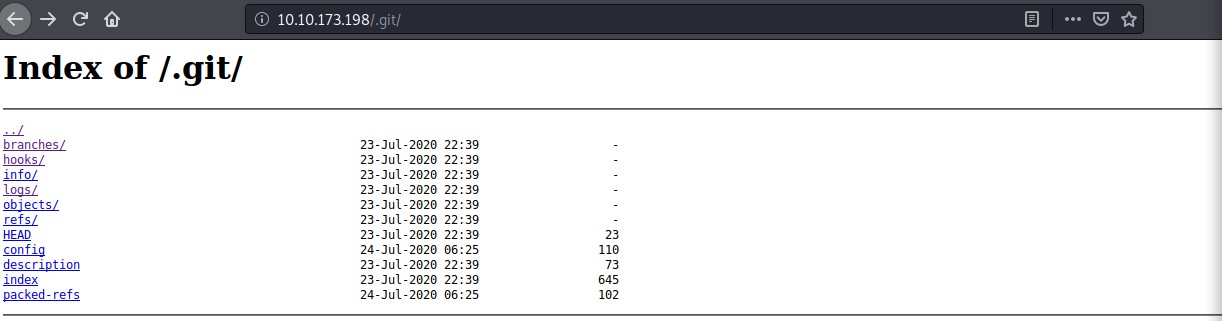 10.10.173.198/.git/
Index of /.git/
../
branches/ 23-Jul-2020 22:39 -
hooks/ 23-Jul-2020 22:39 -
info/ 23-Jul-2020 22:39 -
logs/ 23-Jul-2020 22:39 -
objects/ 23-Jul-2020 22:39 -
refs/ 23-Jul-2020 22:39 -
HEAD 23-Jul-2020 22:39 23
config 24-Jul-2020 06:25 110
description 23-Jul-2020 22:39 73
index 23-Jul-2020 22:39 645
packed-refs 24-Jul-2020 06:25 102